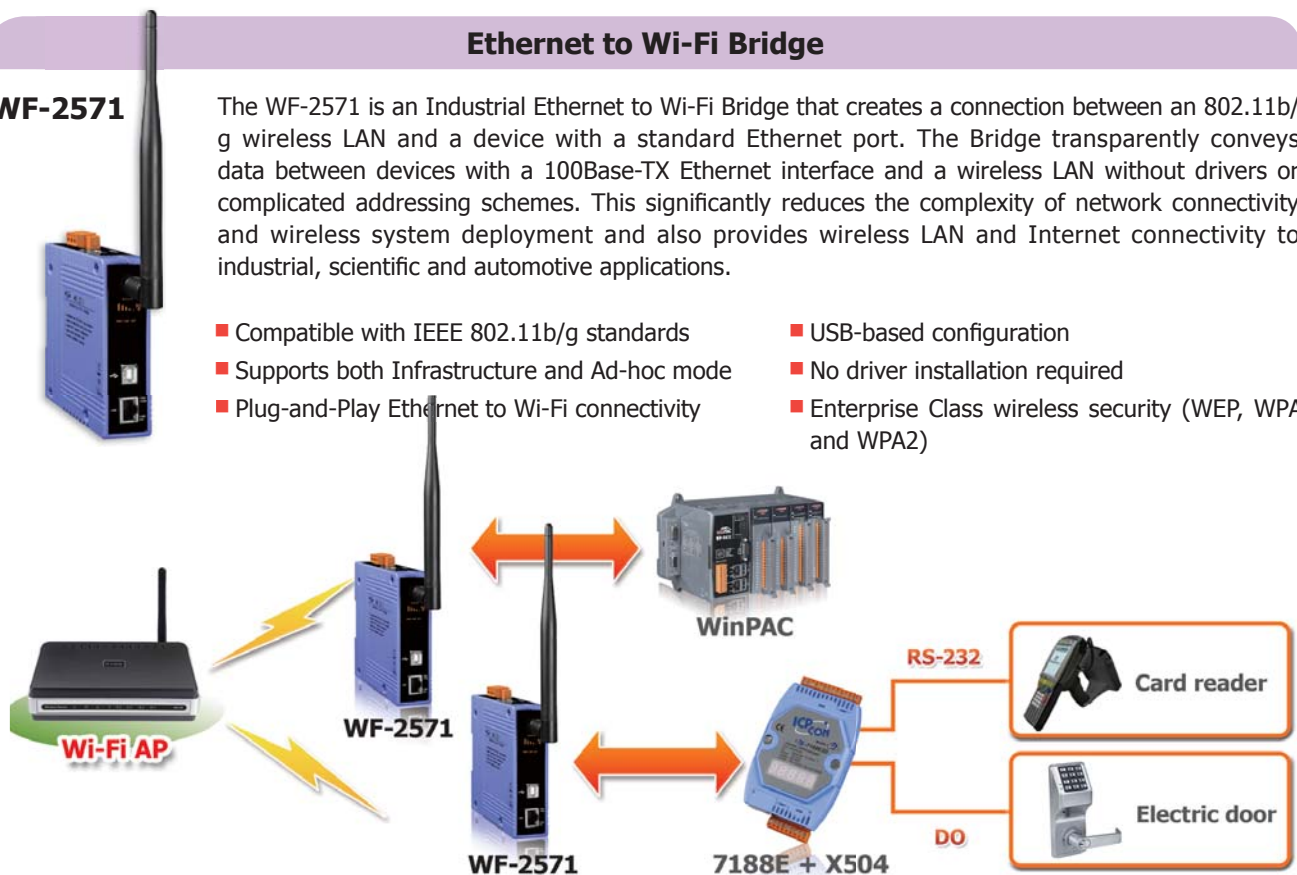 Ethernet to Wi-Fi Bridge
WF-2571
The WF-2571 is an Industrial Ethernet to Wi-Fi Bridge that creates a connection between an 802.11b/
g wireless LAN and a device with a standard Ethernet port. The Bridge transparently conveys
data between devices with a 100Base-TX Ethernet interface and a wireless LAN without drivers or
complicated addressing schemes. This significantly reduces the complexity of network connectivity
and wireless system deployment and also provides wireless LAN and Internet connectivity to
industrial, scientific and automotive applications.
Compatible with IEEE 802.11b/g standards
Supports both Infrastructure and Ad-hoc mode
Plug-and-Play Ethernet to Wi-Fi connectivity
USB-based configuration
No driver installation required
Enterprise Class wireless security (WEP, WPA
and WPA2)
WinPAC
RS-232
Card reader
WF-2571
Wi-Fi AP
ICP CON
Electric door
DO
WF-2571
7188E + X504